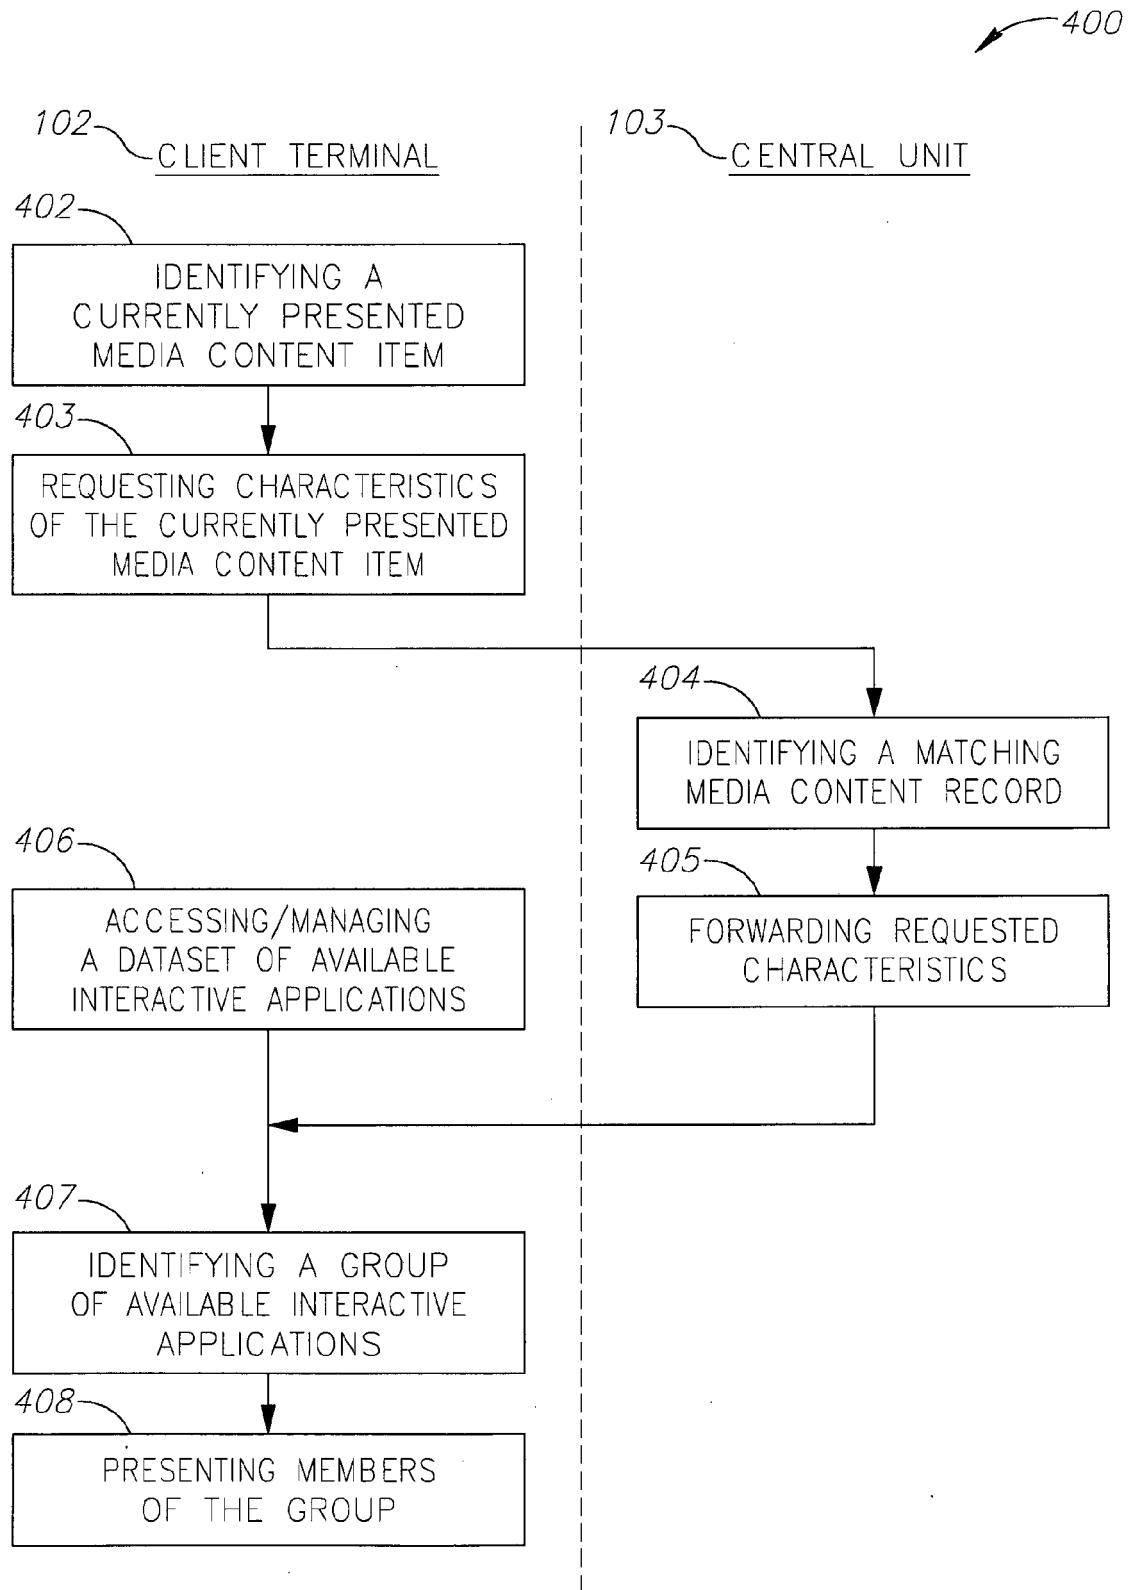 400
102 CLIENT TERMINAL
103 CENTRAL UNIT
402
IDENTIFYING A
CURRENTLY PRESENTED
MEDIA CONTENT ITEM
403
REQUESTING CHARACTERISTICS
OF THE CURRENTLY PRESENTED
MEDIA CONTENT ITEM
404
IDENTIFYING A MATCHING
MEDIA CONTENT RECORD
405
FORWARDING REQUESTED
CHARACTERISTICS
406
ACCESSING/MANAGING
A DATASET OF AVAILABLE
INTERACTIVE APPLICATIONS
407
IDENTIFYING A GROUP
OF AVAILABLE INTERACTIVE
APPLICATIONS
408
PRESENTING MEMBERS
OF THE GROUP